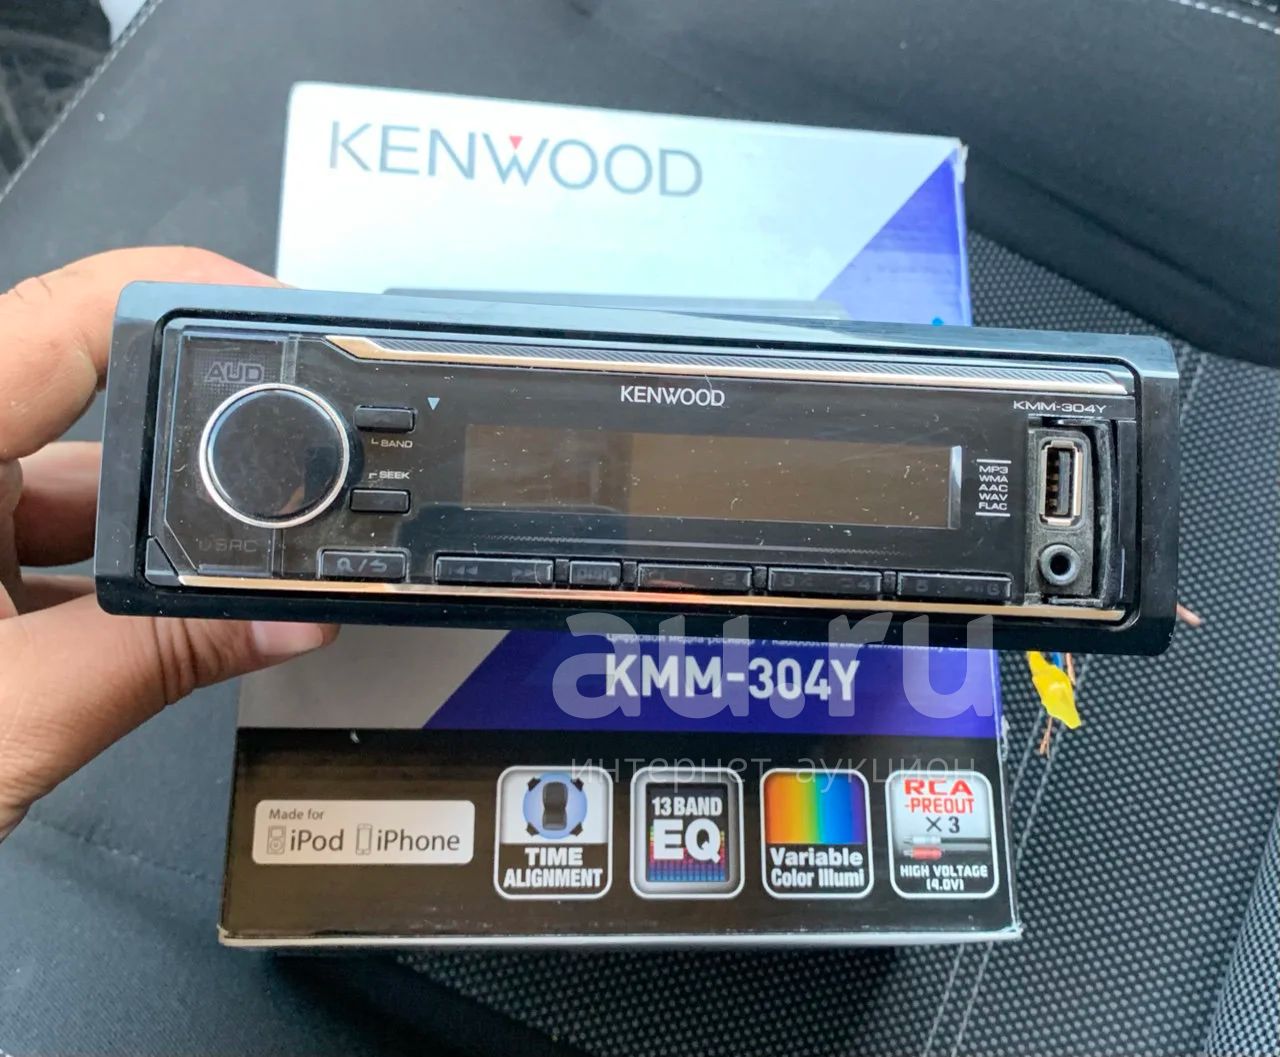 KENWOOD
AUD
BAND
SEEK
KENWOOD
KMM-304Y
MP3
WMA
AAC
WAV
FLAC
SRC
KMM-304Y
au.ru
интернет аукцион
Made for
iPod iPhone
TIME
ALIGNMENT
13 BAND
EQ
Variable
Color Illumi
RCA
-PREOUT
×3
HIGH VOLTAGE
(4.0V)